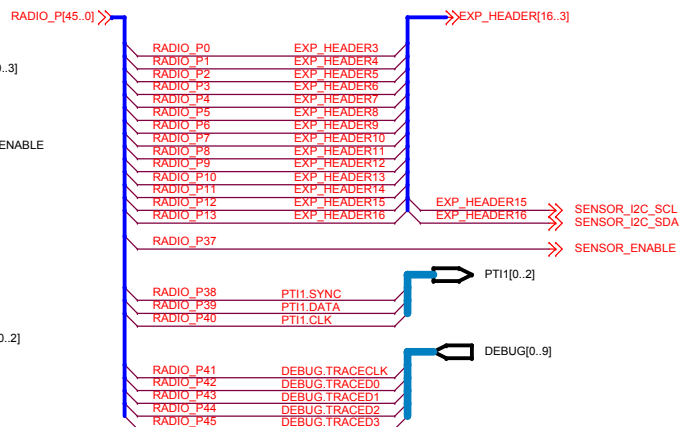 RADIO_P[45..0] EXP_HEADER[16..3]
RADIO_P0 EXP_HEADER3
RADIO_P1 EXP_HEADER4
0..3]
RADIO_P2 EXP_HEADER5
RADIO_P3 EXP_HEADER6
RADIO_P4 EXP_HEADER7
RADIO_P5 EXP_HEADER8
RADIO_P6 EXP_HEADER9
RADIO_P7 EXP_HEADER10
ENABLE
RADIO_P8 EXP_HEADER11
RADIO_P9 EXP_HEADER12
RADIO_P10 EXP_HEADER13
RADIO_P11 EXP_HEADER14
RADIO_P12 EXP_HEADER15 EXP_HEADER15 SENSOR_I2C_SCL
RADIO_P13 EXP_HEADER16 EXP_HEADER16 SENSOR_I2C_SDA
RADIO_P37 SENSOR_ENABLE
PTI1[0..2]
RADIO_P38 PTI1.SYNC
RADIO_P39 PTI1.DATA
RADIO_P40 PTI1.CLK
0..2]
DEBUG[0..9]
RADIO_P41 DEBUG.TRACECLK
RADIO_P42 DEBUG.TRACED0
RADIO_P43 DEBUG.TRACED1
RADIO_P44 DEBUG.TRACED2
RADIO_P45 DEBUG.TRACED3